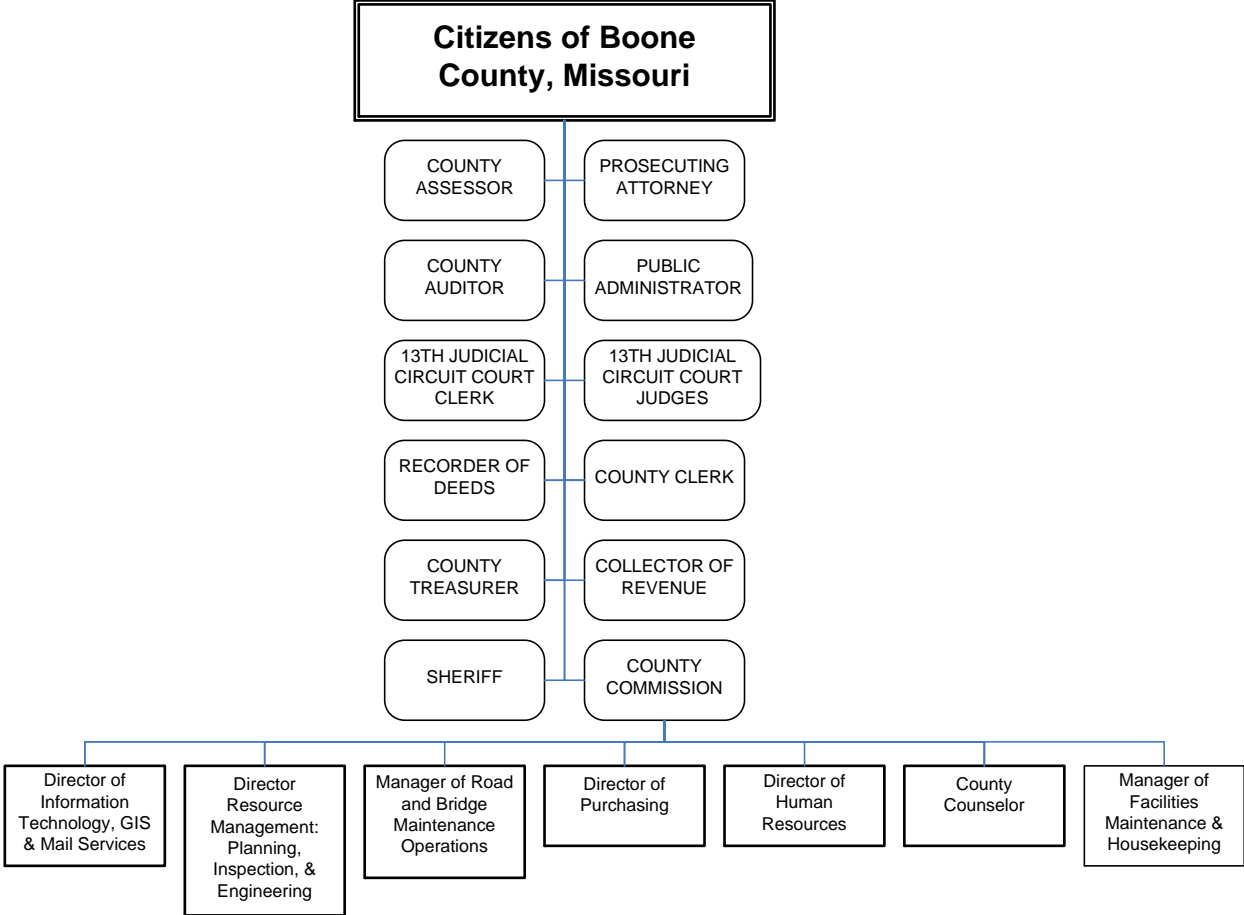 Citizens of Boone
County, Missouri
COUNTY
ASSESSOR
PROSECUTING
ATTORNEY
COUNTY
AUDITOR
PUBLIC
ADMINISTRATOR
13TH JUDICIAL
CIRCUIT COURT
CLERK
13TH JUDICIAL
CIRCUIT COURT
JUDGES
RECORDER OF
DEEDS
COUNTY CLERK
COUNTY
TREASURER
COLLECTOR OF
REVENUE
SHERIFF
COUNTY
COMMISSION
Director of
Information
Technology, GIS
& Mail Services
Director
Resource
Management:
Planning,
Inspection, &
Engineering
Manager of Road
and Bridge
Maintenance
Operations
Director of
Purchasing
Director of
Human
Resources
County
Counselor
Manager of
Facilities
Maintenance &
Housekeeping